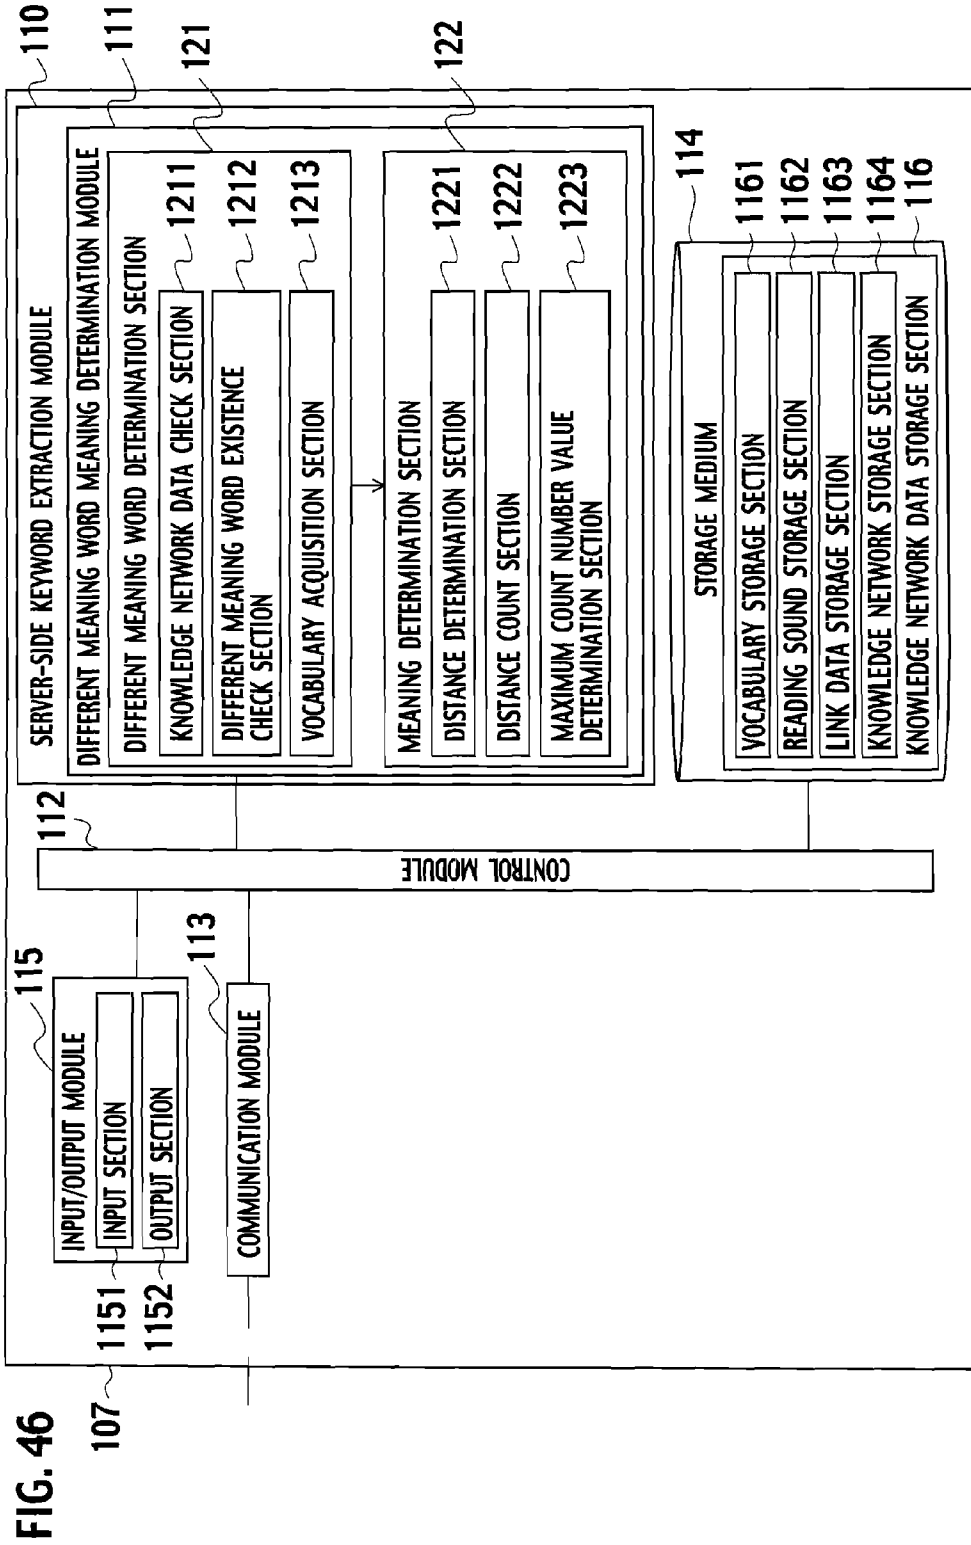 FIG. 46
107
INPUT/OUTPUT MODULE
115
INPUT SECTION
1151
OUTPUT SECTION
1152
COMMUNICATION MODULE
113
112
CONTROL MODULE
SERVER-SIDE KEYWORD EXTRACTION MODULE
110
DIFFERENT MEANING WORD MEANING DETERMINATION MODULE
111
DIFFERENT MEANING WORD DETERMINATION SECTION
121
KNOWLEDGE NETWORK DATA CHECK SECTION
1211
DIFFERENT MEANING WORD EXISTENCE
CHECK SECTION
1212
VOCABULARY ACQUISITION SECTION
1213
MEANING DETERMINATION SECTION
122
DISTANCE DETERMINATION SECTION
1221
DISTANCE COUNT SECTION
1222
MAXIMUM COUNT NUMBER VALUE
DETERMINATION SECTION
1223
STORAGE MEDIUM
114
VOCABULARY STORAGE SECTION
1161
READING SOUND STORAGE SECTION
1162
LINK DATA STORAGE SECTION
1163
KNOWLEDGE NETWORK STORAGE SECTION
1164
KNOWLEDGE NETWORK DATA STORAGE SECTION
116